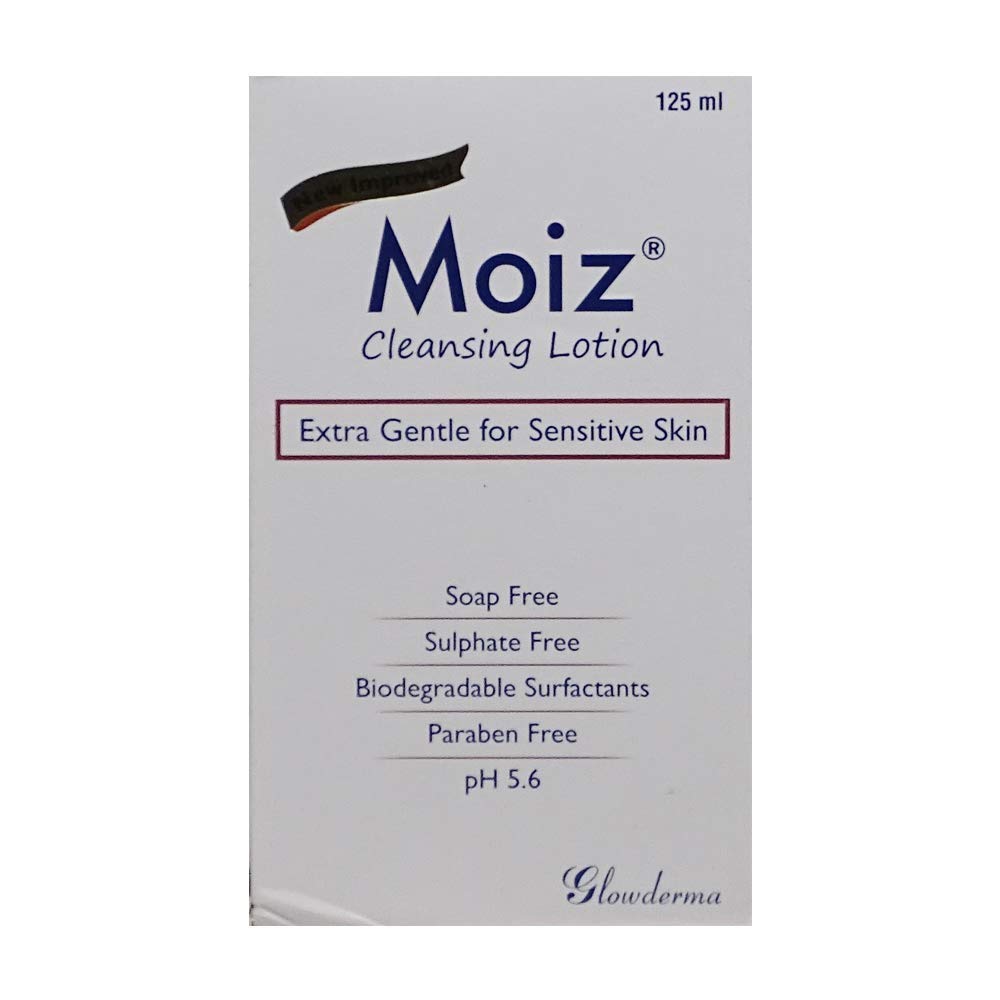 125 ml
New Improved
Moiz®
Cleansing Lotion
Extra Gentle for Sensitive Skin
Soap Free
Sulphate Free
Biodegradable Surfactants
Paraben Free
pH 5.6
Glowderma